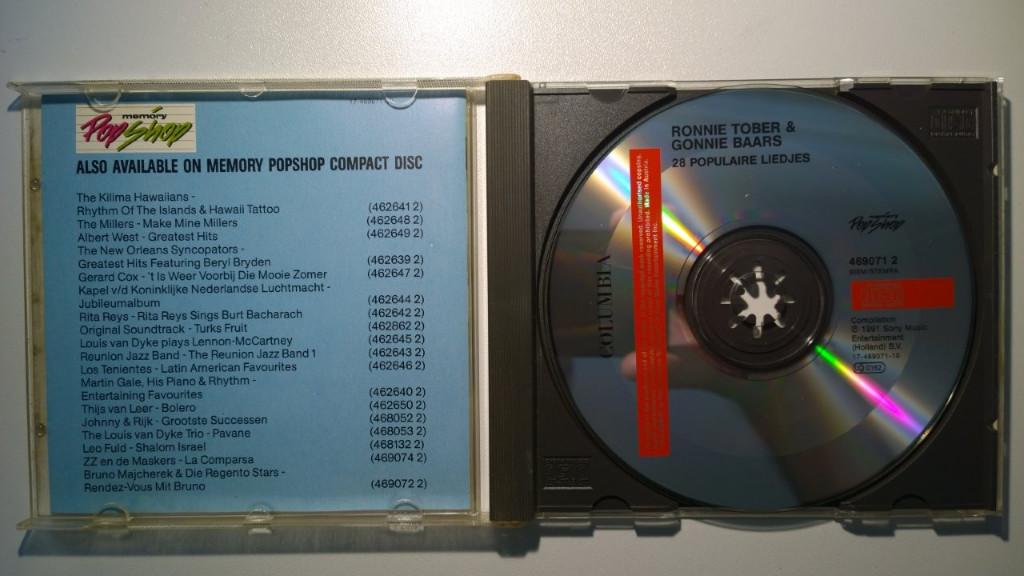 memory
PopShop
ALSO AVAILABLE ON MEMORY POPSHOP COMPACT DISC
The Kilima Hawaiians -
Rhythm Of The Islands & Hawaii Tattoo (462641 2)
The Millers - Make Mine Millers (462648 2)
Albert West - Greatest Hits (462649 2)
The New Orleans Syncopators -
Greatest Hits Featuring Beryl Bryden (462639 2)
Gerard Cox - 't Is Weer Voorbij Die Mooie Zomer (462647 2)
Kapel v/d Koninklijke Nederlandse Luchtmacht -
Jubileumalbum (462644 2)
Rita Reys - Rita Reys Sings Burt Bacharach (462642 2)
Original Soundtrack - Turks Fruit (462862 2)
Louis van Dyke plays Lennon-McCartney (462645 2)
Reunion Jazz Band - The Reunion Jazz Band 1 (462643 2)
Los Tenientes - Latin American Favourites (462646 2)
Martin Gale, His Piano & Rhythm -
Entertaining Favourites (462640 2)
Thijs van Leer - Bolero (462650 2)
Johnny & Rijk - Grootste Successen (468052 2)
The Louis van Dyke Trio - Pavane (468053 2)
Leo Fuld - Shalom Israel (468132 2)
ZZ en de Maskers - La Comparsa (469074 2)
Bruno Majcherek & Die Regento Stars -
Rendez-Vous Mit Bruno (469072 2)
RONNIE TOBER &
GONNIE BAARS
28 POPULAIRE LIEDJES
COLUMBIA
PopShop
469071 2
BIEM/STEMRA
Compilation
℗ 1991 Sony Music
Entertainment
(Holland) B.V.
17-469071-10